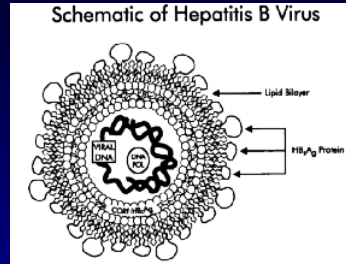 Schematic of Hepatitis B Virus
Lipid Bilayer
VIRAL
DNA
DNA
POL
HBsAg Protein